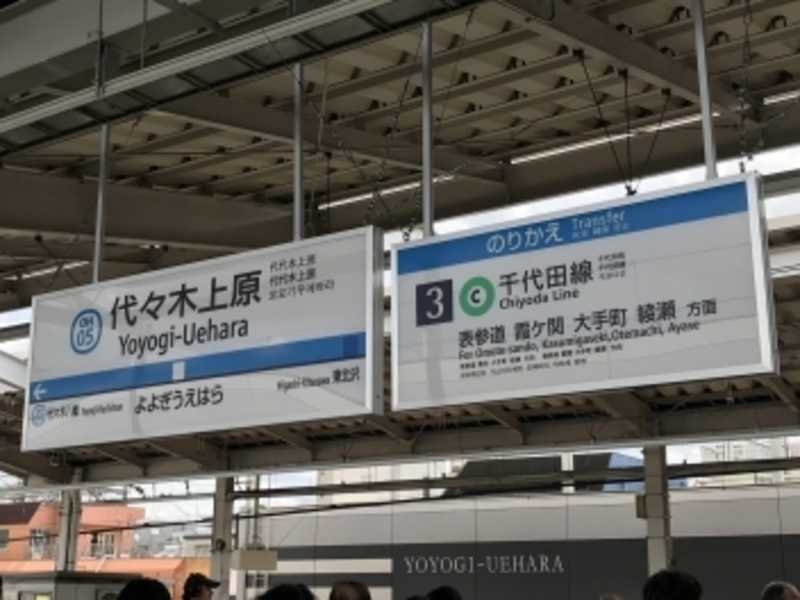 OH
05
代々木上原
代代木上原
代代木上原
Yoyogi-Uehara
よよぎうえはら
Higashi-Kitazawa 東北沢
のりかえ Transfer
3 C 千代田線
Chiyoda Line
表参道 霞ケ関 大手町 綾瀬 方面
For Omote-sando, Kasumigaseki, Otemachi, Ayase
YOYOGI-UEHARA